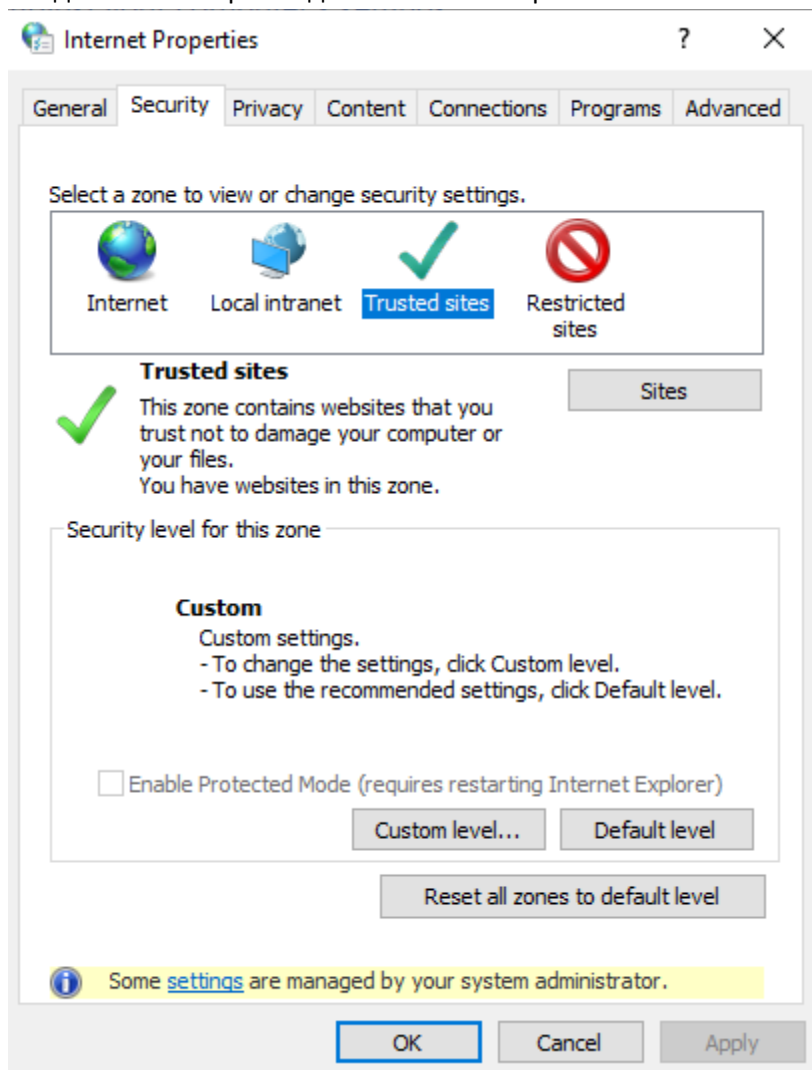 Internet Properties
? X
General Security Privacy Content Connections Programs Advanced
Select a zone to view or change security settings.
Internet Local intranet Trusted sites Restricted sites
Trusted sites
Sites
This zone contains websites that you
trust not to damage your computer or
your files.
You have websites in this zone.
Security level for this zone
Custom
Custom settings.
- To change the settings, click Custom level.
- To use the recommended settings, click Default level.
Enable Protected Mode (requires restarting Internet Explorer)
Custom level... Default level
Reset all zones to default level
Some settings are managed by your system administrator.
OK Cancel Apply